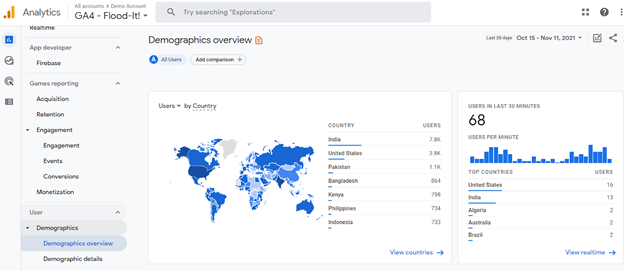 Analytics
All accounts > Demo Account
GA4 - Flood-It!
Try searching "Explorations"
Realtime
App developer
Firebase
Games reporting
Acquisition
Retention
Engagement
Engagement
Events
Conversions
Monetization
User
Demographics
Demographics overview
Demographic details
Demographics overview
Last 28 days Oct 15 - Nov 11, 2021
A All Users
Add comparison +
Users by Country
COUNTRY USERS
India 7.8K
United States 3.8K
Pakistan 1.1K
Bangladesh 864
Kenya 798
Philippines 734
Indonesia 733
View countries
USERS IN LAST 30 MINUTES
68
USERS PER MINUTE
TOP COUNTRIES USERS
United States 16
India 13
Algeria 2
Australia 2
Brazil 2
View realtime